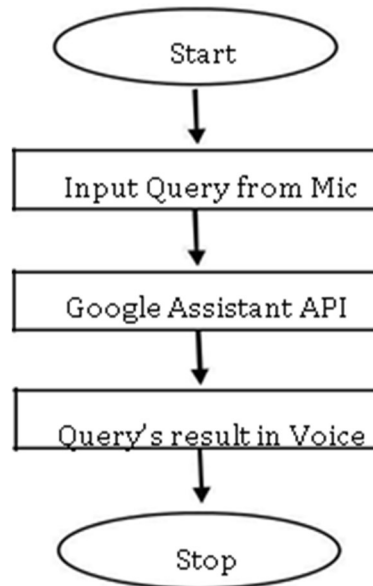 Start
Input Query from Mic
Google Assistant API
Query's result in Voice
Stop